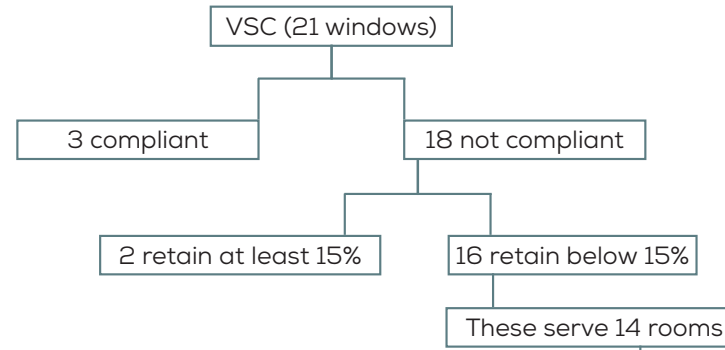 VSC (21 windows)
3 compliant
18 not compliant
2 retain at least 15%
16 retain below 15%
These serve 14 rooms